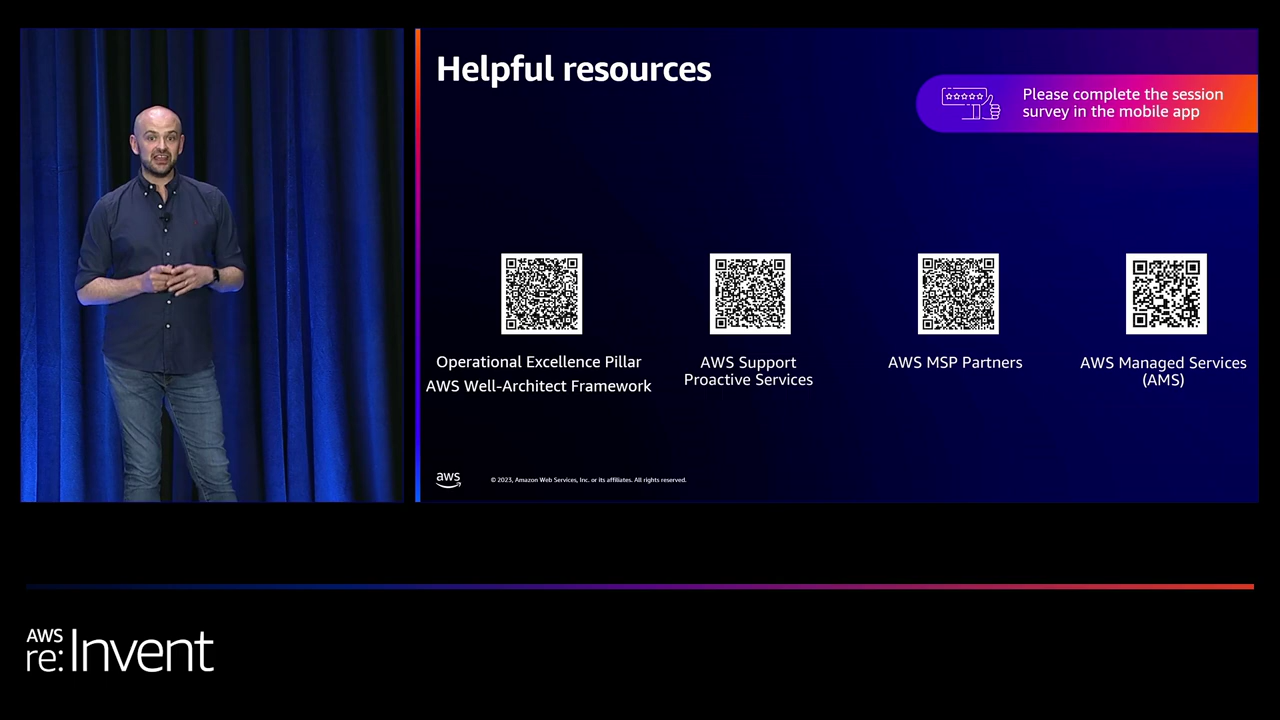 Helpful resources
Please complete the session
survey in the mobile app
Operational Excellence Pillar
AWS Well-Architect Framework
AWS Support
Proactive Services
AWS MSP Partners
AWS Managed Services
(AMS)
aws
© 2023, Amazon Web Services, Inc. or its affiliates. All rights reserved.
AWS
re:Invent